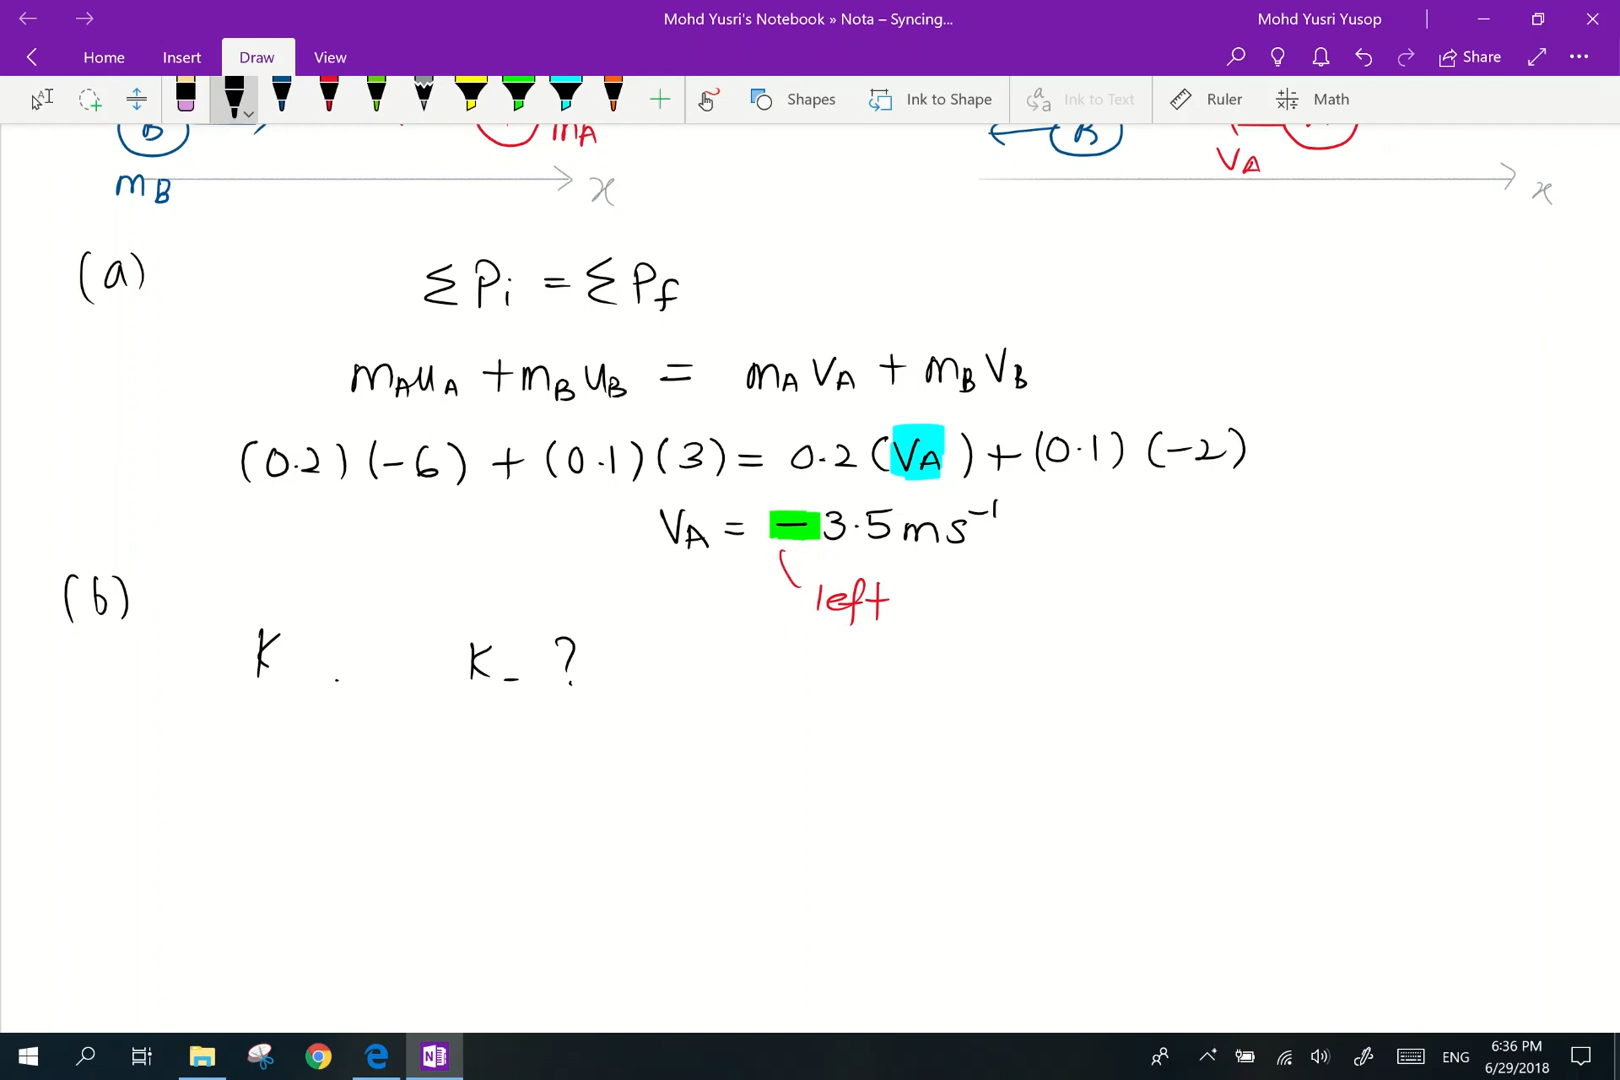 Mohd Yusri's Notebook » Nota – Syncing...
Mohd Yusri Yusop
Home Insert Draw View
Share
Shapes
Ink to Shape
Ink to Text
Ruler
Math
B mA
mB x
B
VA x
(a) ΣPi = ΣPf
mAuA + mBuB = mAVA + mBVB
(0.2)(-6) + (0.1)(3) = 0.2(VA) + (0.1)(-2)
VA = -3.5 ms⁻¹
left
(b)
K . K - ?
ENG
6:36 PM
6/29/2018